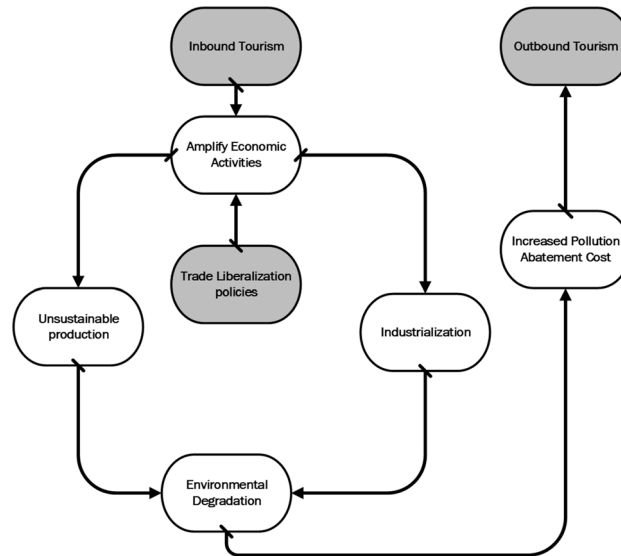 Inbound Tourism
Outbound Tourism
Amplify Economic
Activities
Increased Pollution
Abatement Cost
Trade Liberalization
policies
Unsustainable
production
Industrialization
Environmental
Degradation